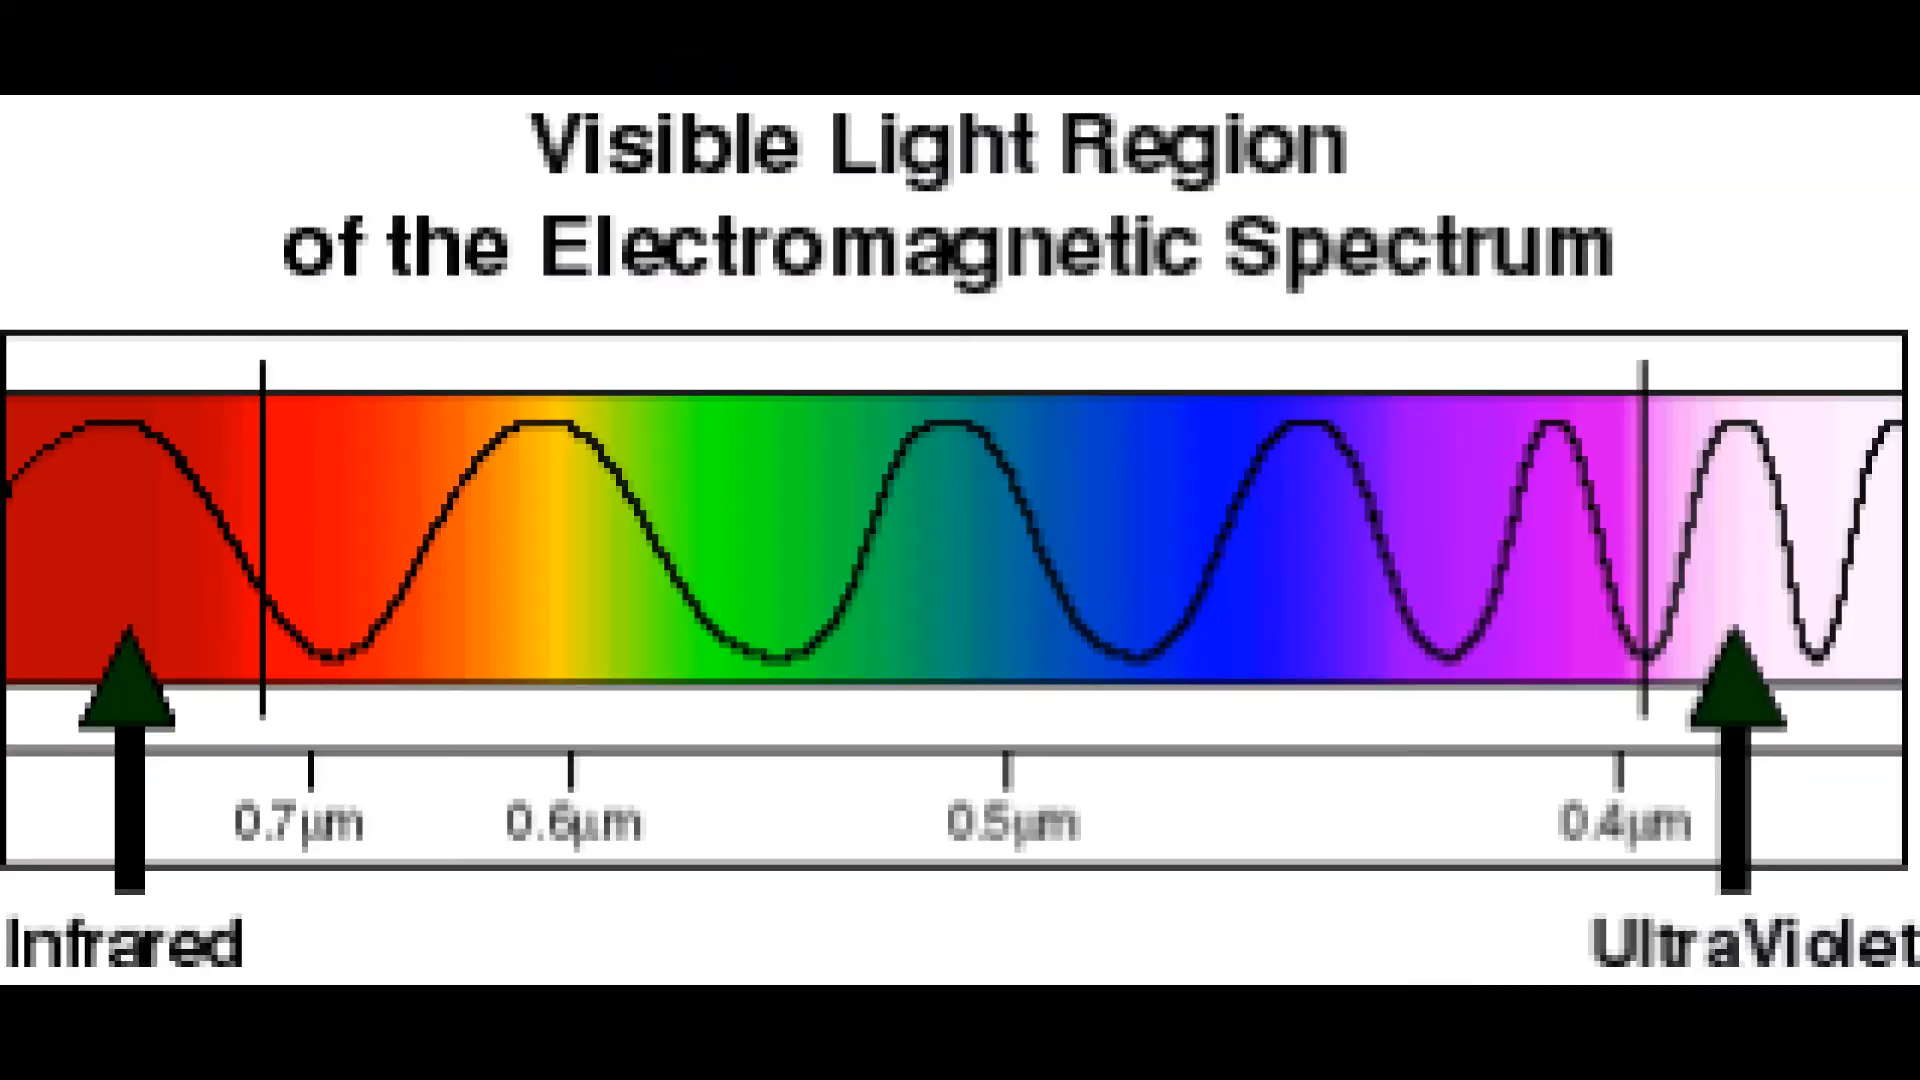 Visible Light Region
of the Electromagnetic Spectrum
0.7µm 0.6µm 0.5µm 0.4µm
Infrared UltraViolet